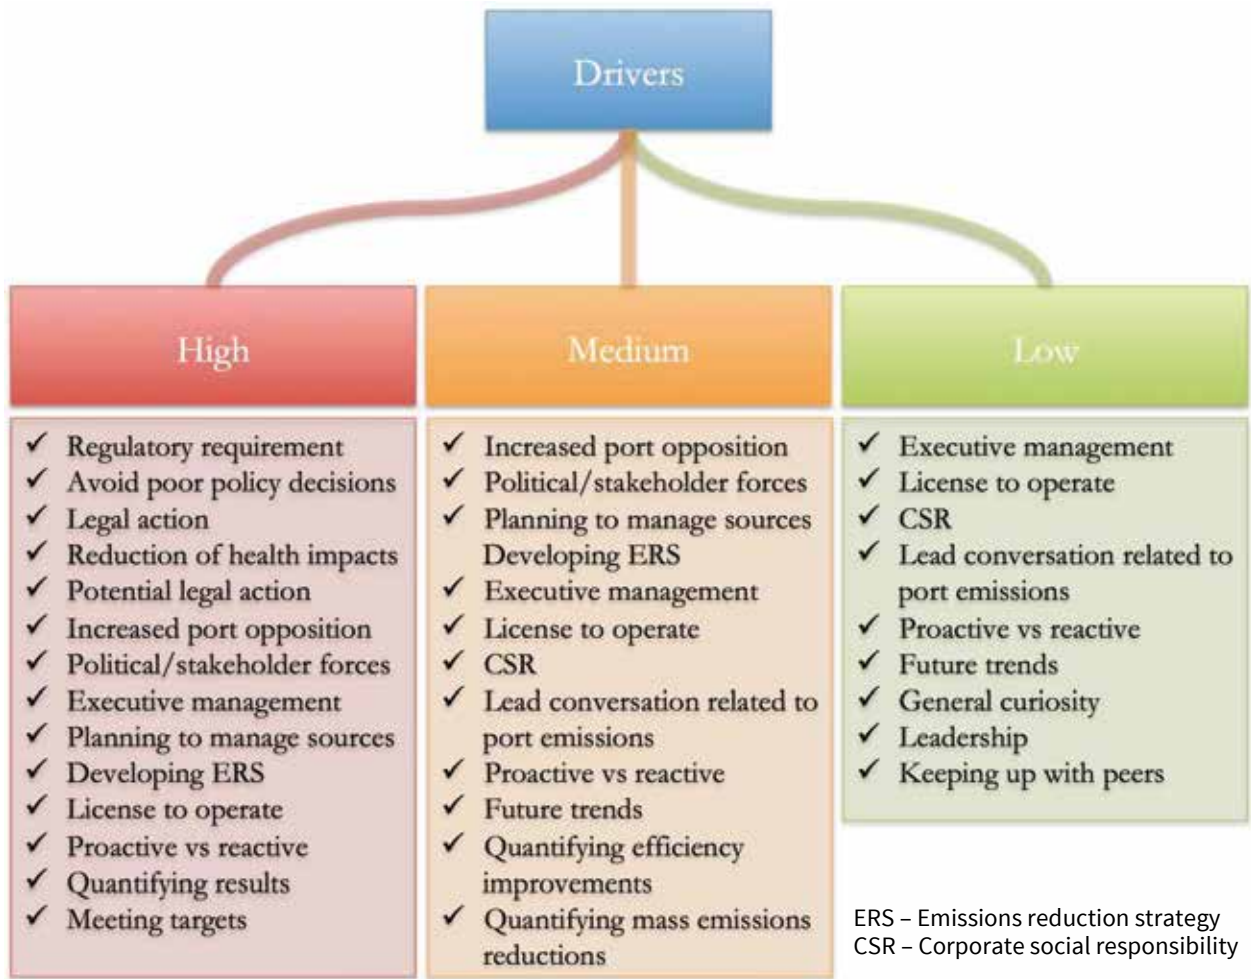 Drivers
High
✓ Regulatory requirement
✓ Avoid poor policy decisions
✓ Legal action
✓ Reduction of health impacts
✓ Potential legal action
✓ Increased port opposition
✓ Political/stakeholder forces
✓ Executive management
✓ Planning to manage sources
✓ Developing ERS
✓ License to operate
✓ Proactive vs reactive
✓ Quantifying results
✓ Meeting targets
Medium
✓ Increased port opposition
✓ Political/stakeholder forces
✓ Planning to manage sources
Developing ERS
✓ Executive management
✓ License to operate
✓ CSR
✓ Lead conversation related to
port emissions
✓ Proactive vs reactive
✓ Future trends
✓ Quantifying efficiency
improvements
✓ Quantifying mass emissions
reductions
Low
✓ Executive management
✓ License to operate
✓ CSR
✓ Lead conversation related to
port emissions
✓ Proactive vs reactive
✓ Future trends
✓ General curiosity
✓ Leadership
✓ Keeping up with peers
ERS – Emissions reduction strategy
CSR – Corporate social responsibility